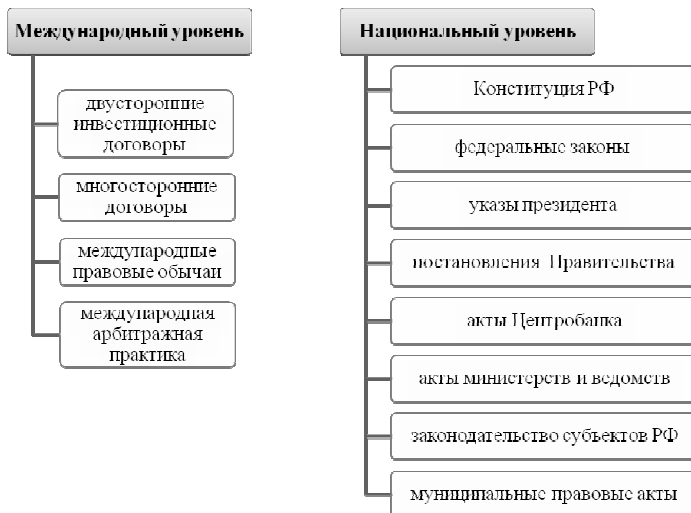 Международный уровень
двусторонние
инвестиционные
договоры
многосторонние
договоры
международные
правовые обычаи
международная
арбитражная
практика
Национальный уровень
Конституция РФ
федеральные законы
указы президента
постановления Правительства
акты Центробанка
акты министерств и ведомств
законодательство субъектов РФ
муниципальные правовые акты